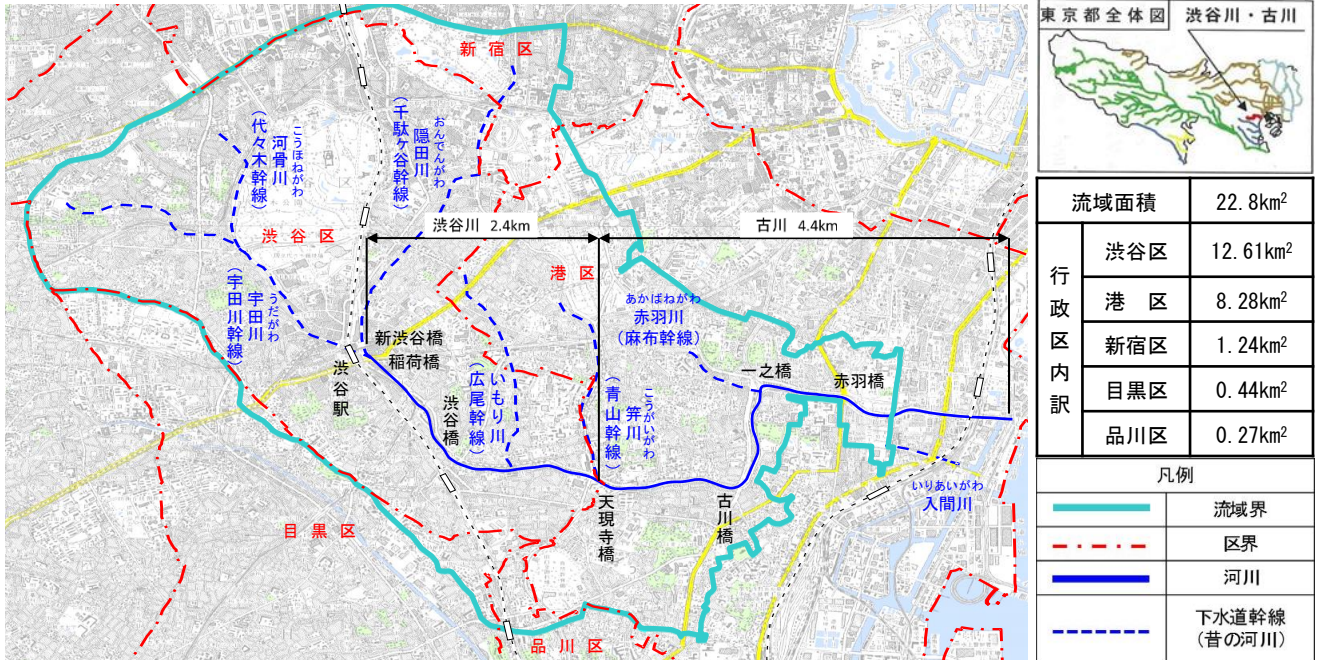 新宿区
おんでんがわ
隠田川
(千駄ヶ谷幹線)
こうほねがわ
河骨川
(代々木幹線)
渋谷区
渋谷川 2.4km
古川 4.4km
港区
うだがわ
宇田川
(宇田川幹線)
あかばねがわ
赤羽川
(麻布幹線)
新渋谷橋
稲荷橋
渋谷駅
渋谷橋
いもり川
(広尾幹線)
こうがいがわ
笄川
(青山幹線)
一之橋
赤羽橋
天現寺橋
古川橋
いりあいがわ
入間川
目黒区
品川区
東京都全体図
渋谷川・古川
流域面積 22.8km²
行政区内訳
渋谷区 12.61km²
港 区 8.28km²
新宿区 1.24km²
目黒区 0.44km²
品川区 0.27km²
凡例
流域界
区界
河川
下水道幹線
(昔の河川)